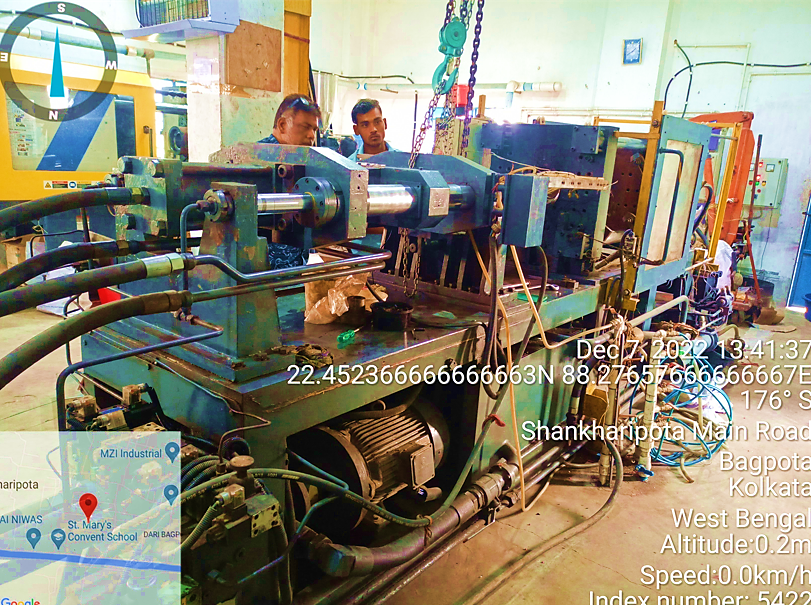 S
E
W
N
Dec 7, 2022 13:41:37
22.452366666666663N 88.27657666666667E
176° S
Shankharipota Main Road
Bagpota
Kolkata
West Bengal
Altitude:0.2m
Speed:0.0km/h
Index number: 5422
MZI Industrial
haripota
AI NIWAS
St. Mary's
Convent School
DARI BAGP
Google